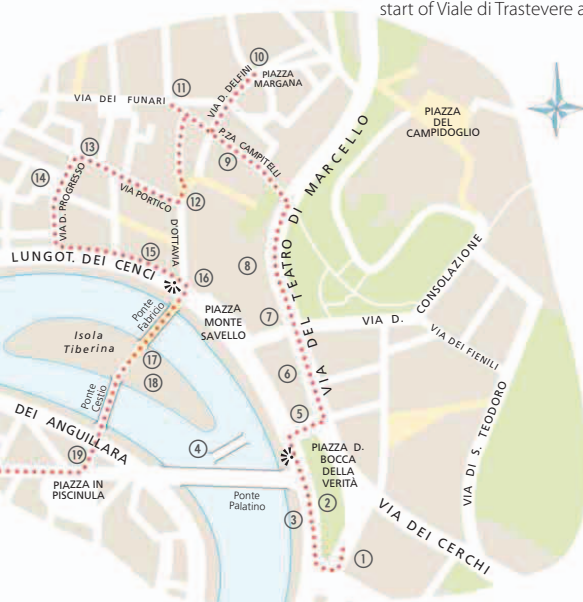 start of Viale di Trastevere a
10
11
PIAZZA
MARGANA
VIA D. DELFINI
VIA DEI FUNARI
PIAZZA
DEL
CAMPIDOGLIO
13
9
P.ZA CAMPITELLI
14
VIA PORTICO
12
VIA D. PROGRESSO
D'OTTAVIA
VIA DEL TEATRO DI MARCELLO
15
LUNGOT. DEI CENCI
16
8
Ponte
Fabricio
PIAZZA
MONTE
SAVELLO
7
VIA D. CONSOLAZIONE
VIA DEI FIENILI
Isola
Tiberina
17
18
6
Ponte
Cestio
5
VIA DI S. TEODORO
DEI ANGUILLARA
4
PIAZZA D.
BOCCA
DELLA
VERITÀ
19
PIAZZA IN
PISCINULA
Ponte
Palatino
2
3
VIA DEI CERCHI
1